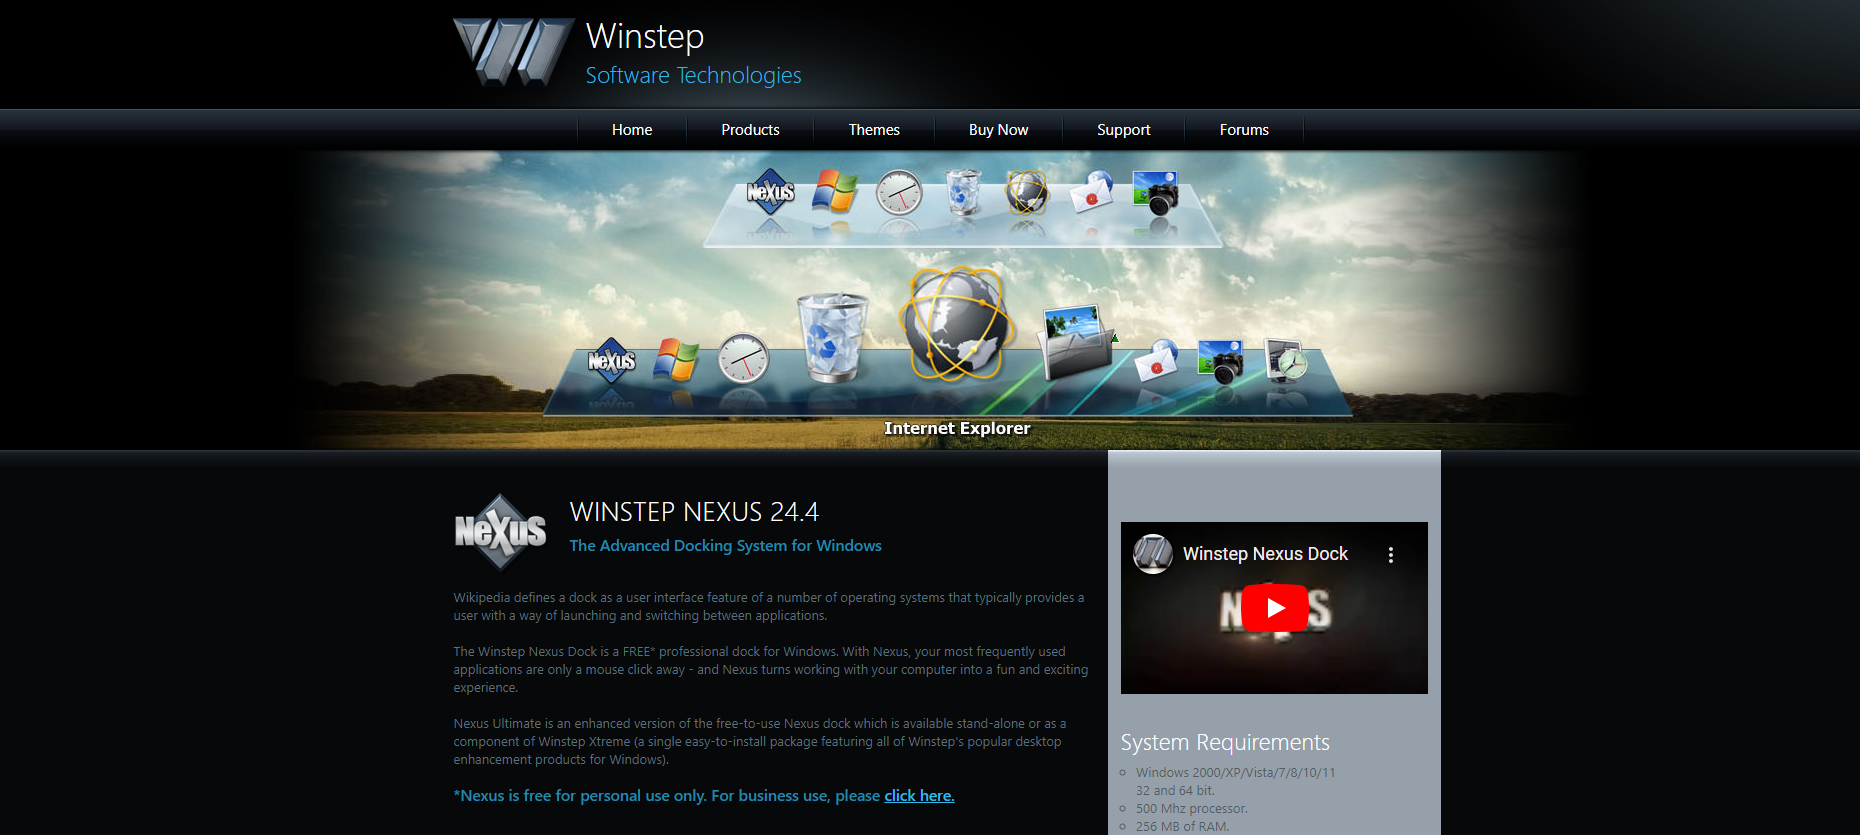 Winstep
Software Technologies
Home
Products
Themes
Buy Now
Support
Forums
NeXuS
NeXuS
Internet Explorer
NeXuS
WINSTEP NEXUS 24.4
The Advanced Docking System for Windows
Wikipedia defines a dock as a user interface feature of a number of operating systems that typically provides a
user with a way of launching and switching between applications.
The Winstep Nexus Dock is a FREE* professional dock for Windows. With Nexus, your most frequently used
applications are only a mouse click away - and Nexus turns working with your computer into a fun and exciting
experience.
Nexus Ultimate is an enhanced version of the free-to-use Nexus dock which is available stand-alone or as a
component of Winstep Xtreme (a single easy-to-install package featuring all of Winstep's popular desktop
enhancement products for Windows).
*Nexus is free for personal use only. For business use, please click here.
Winstep Nexus Dock
System Requirements
Windows 2000/XP/Vista/7/8/10/11
32 and 64 bit.
500 Mhz processor.
256 MB of RAM.